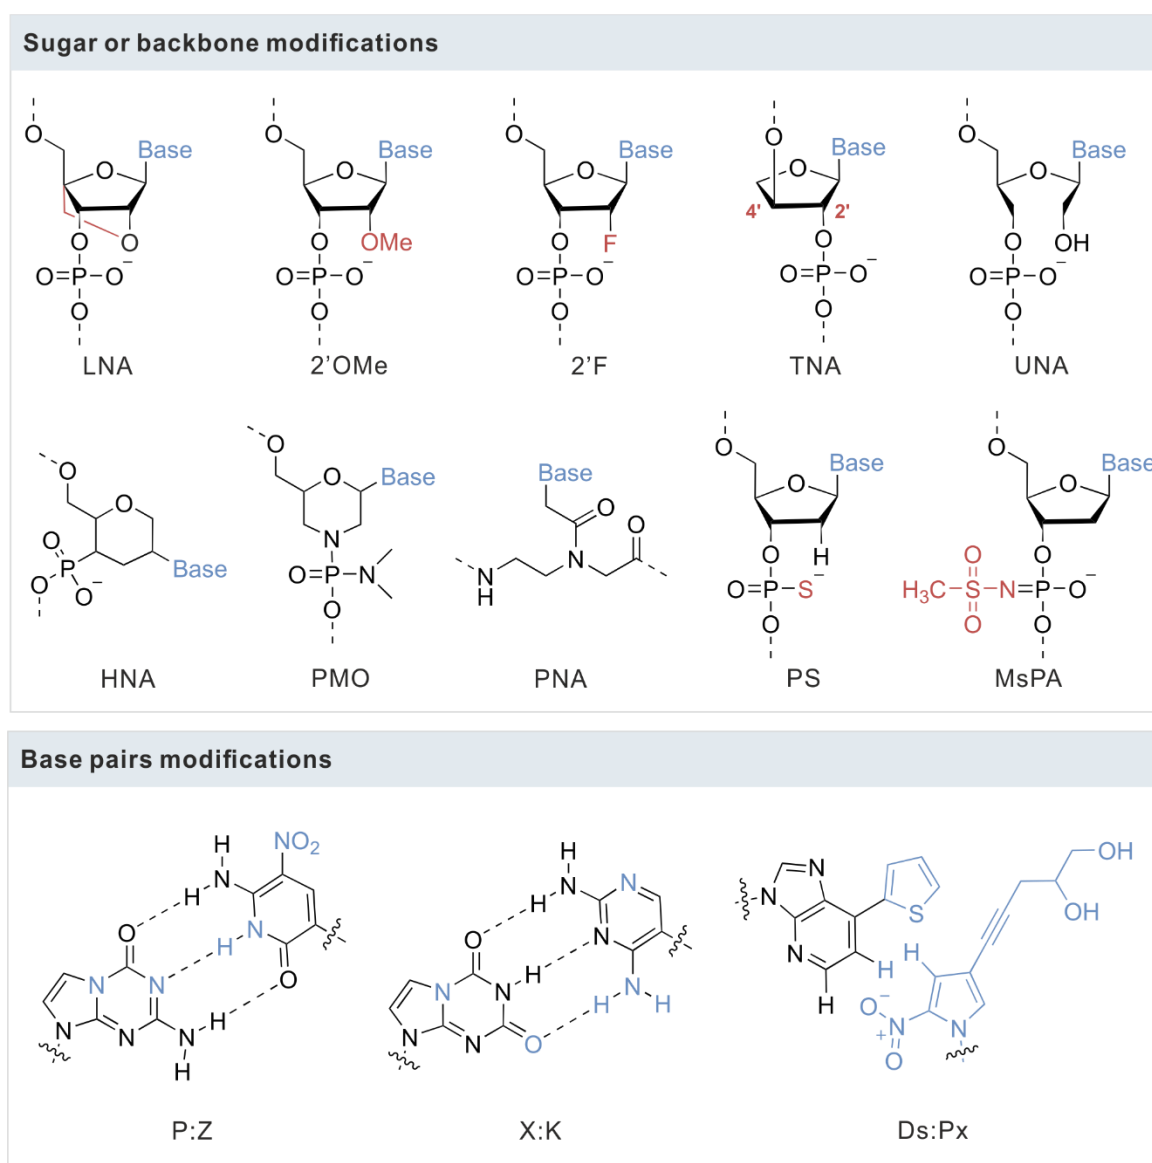 Sugar or backbone modifications
O Base O Base O Base O Base O Base
O O O O O
4' 2'
O O O OMe O F O O OH
O=P–O⁻ O=P–O⁻ O=P–O⁻ O=P–O⁻ O=P–O⁻
O O O O O
LNA 2'OMe 2'F TNA UNA
O O O Base Base O O Base O Base
O O O O O
O P O⁻ Base N N O O
O O O=P–N NH H O=P–S⁻ H₃C–S–N=P–O⁻
O O O O O
HNA PMO PNA PS MsPA
Base pairs modifications
H N H NO₂ O H N H N
O H N N O N H N N
N N N N N H H N H N O H N H
N N S H H
OH OH H O⁻ N⁺ O N
P:Z X:K Ds:Px